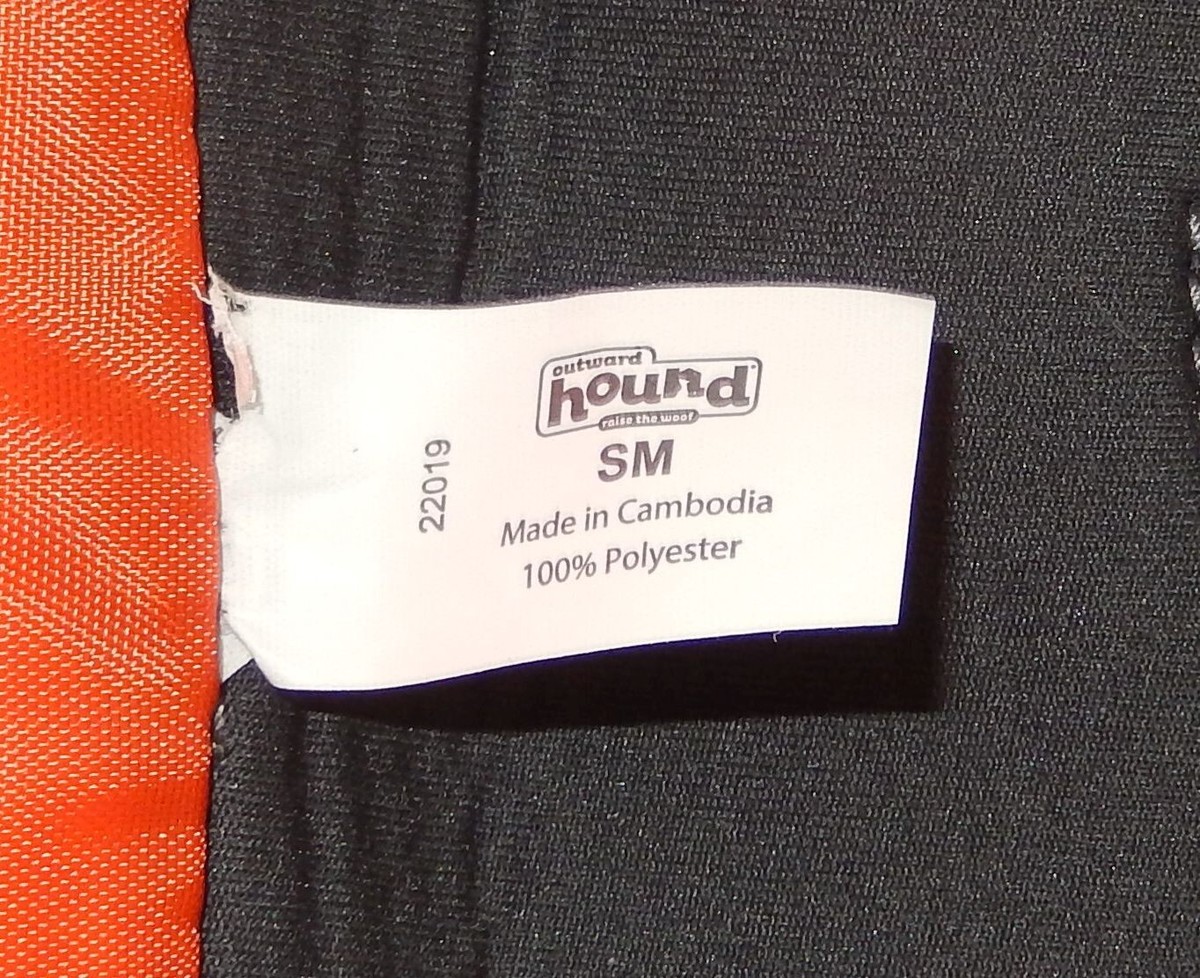 outward
hound
raise the woof
SM
Made in Cambodia
100% Polyester
22019